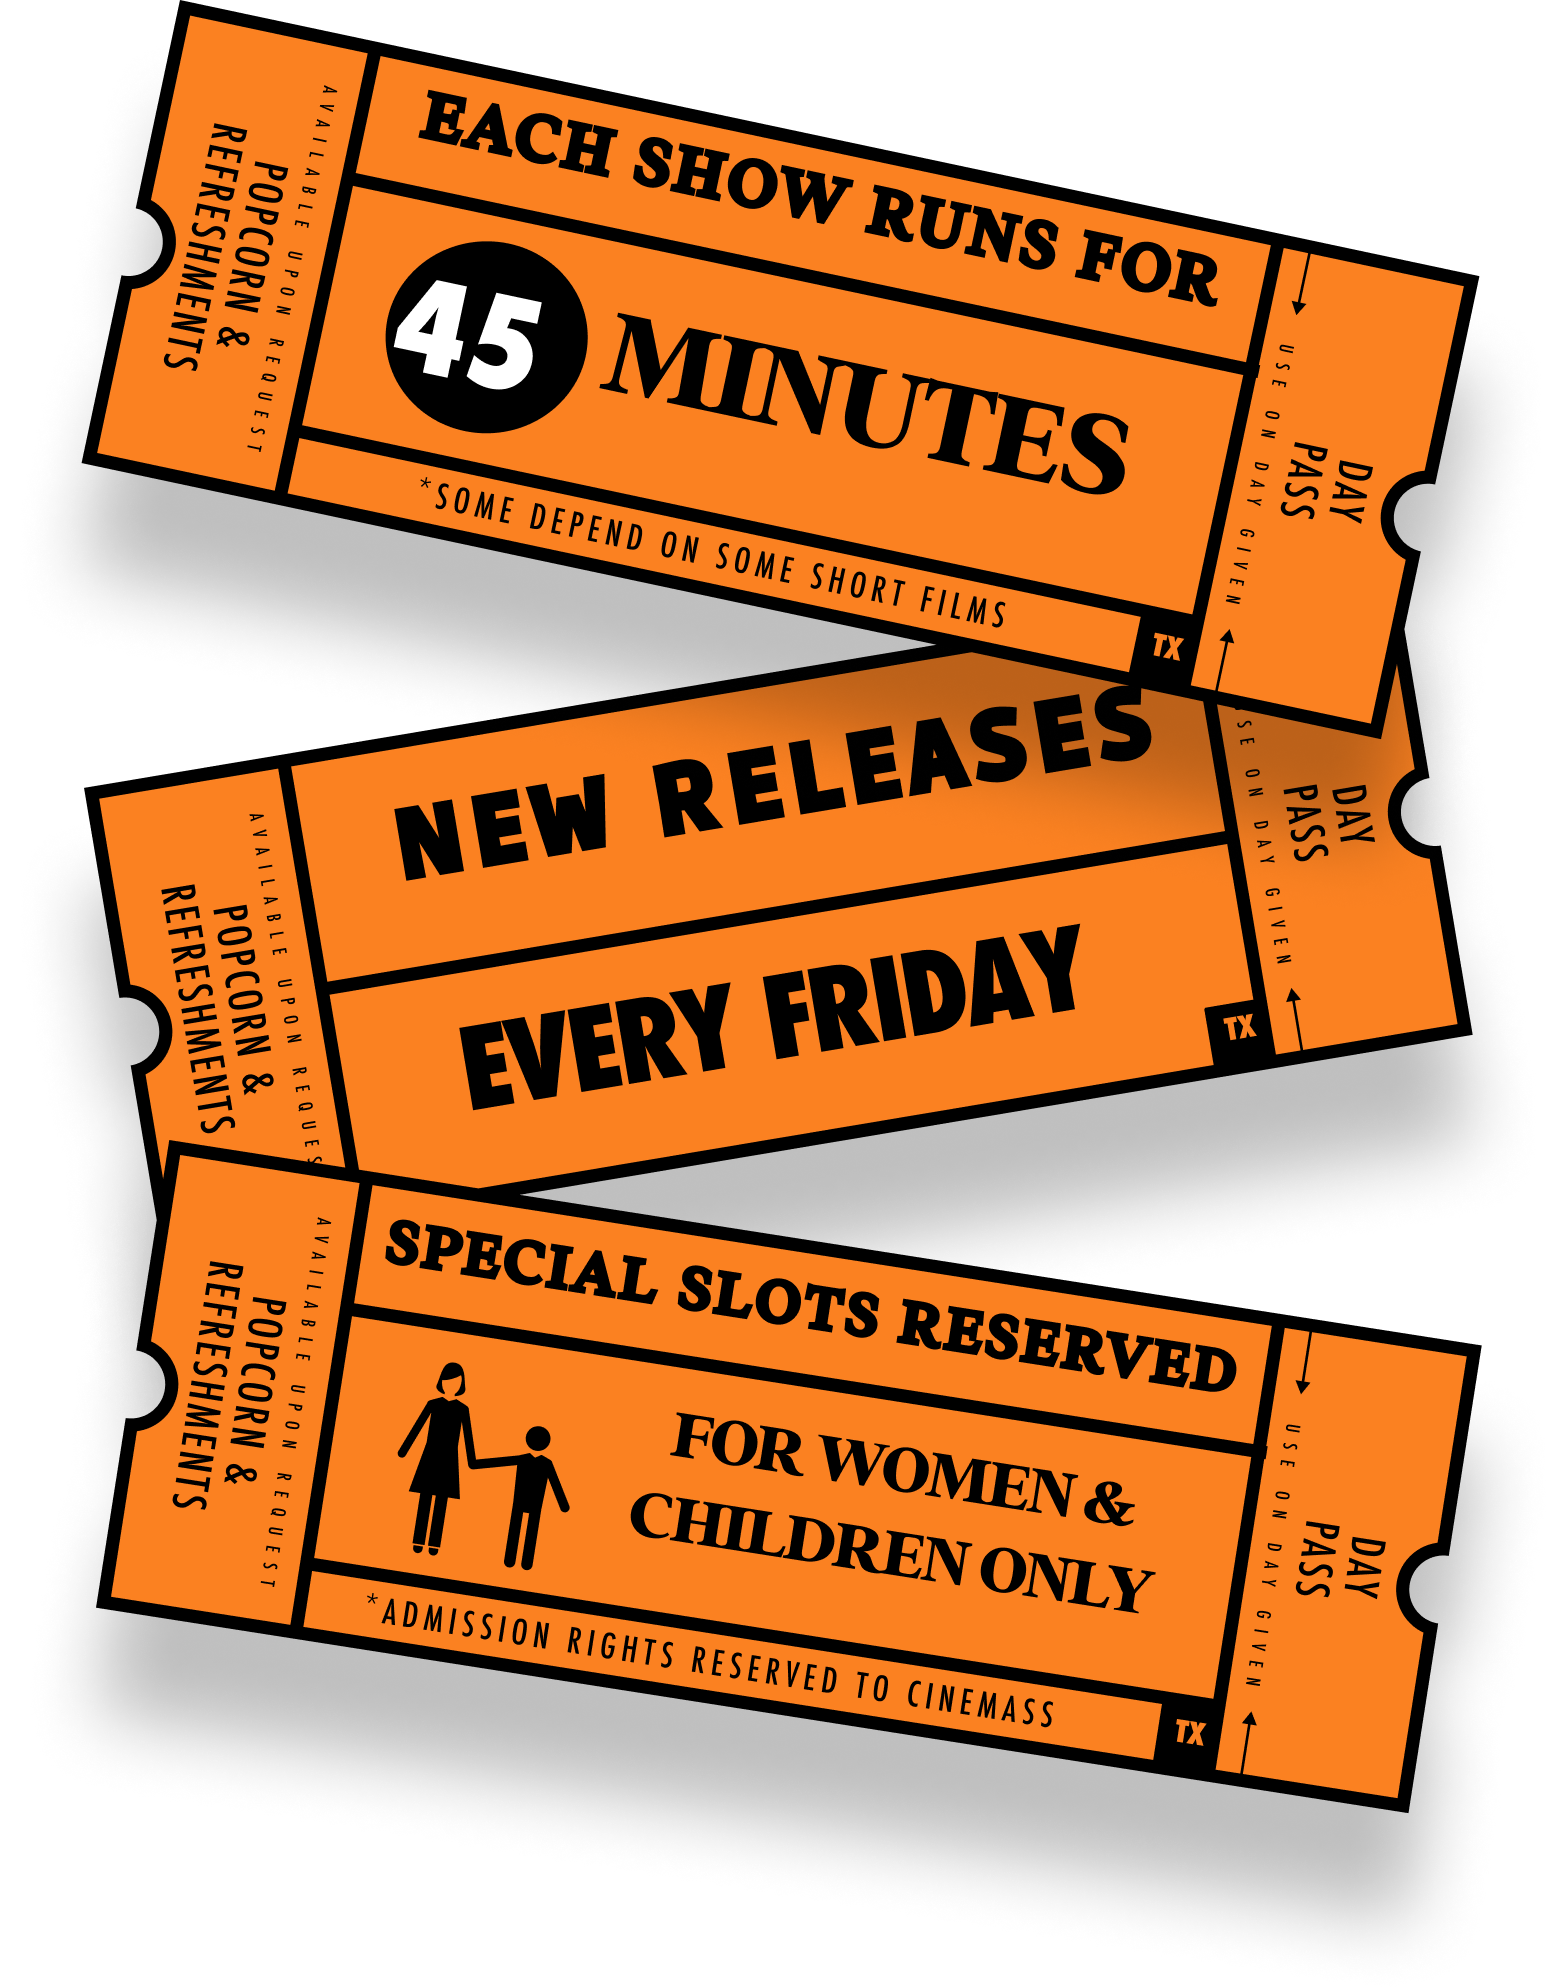 EACH SHOW RUNS FOR
45 MINUTES
*SOME DEPEND ON SOME SHORT FILMS
TX
AVAILABLE UPON REQUEST
POPCORN &
REFRESHMENTS
USE ON DAY GIVEN
DAY
PASS
NEW RELEASES
EVERY FRIDAY
TX
AVAILABLE UPON REQUES
POPCORN &
REFRESHMENTS
SE ON DAY GIVEN
DAY
PASS
SPECIAL SLOTS RESERVED
FOR WOMEN &
CHILDREN ONLY
*ADMISSION RIGHTS RESERVED TO CINEMASS
TX
AVAILABLE UPON REQUEST
POPCORN &
REFRESHMENTS
USE ON DAY GIVEN
DAY
PASS